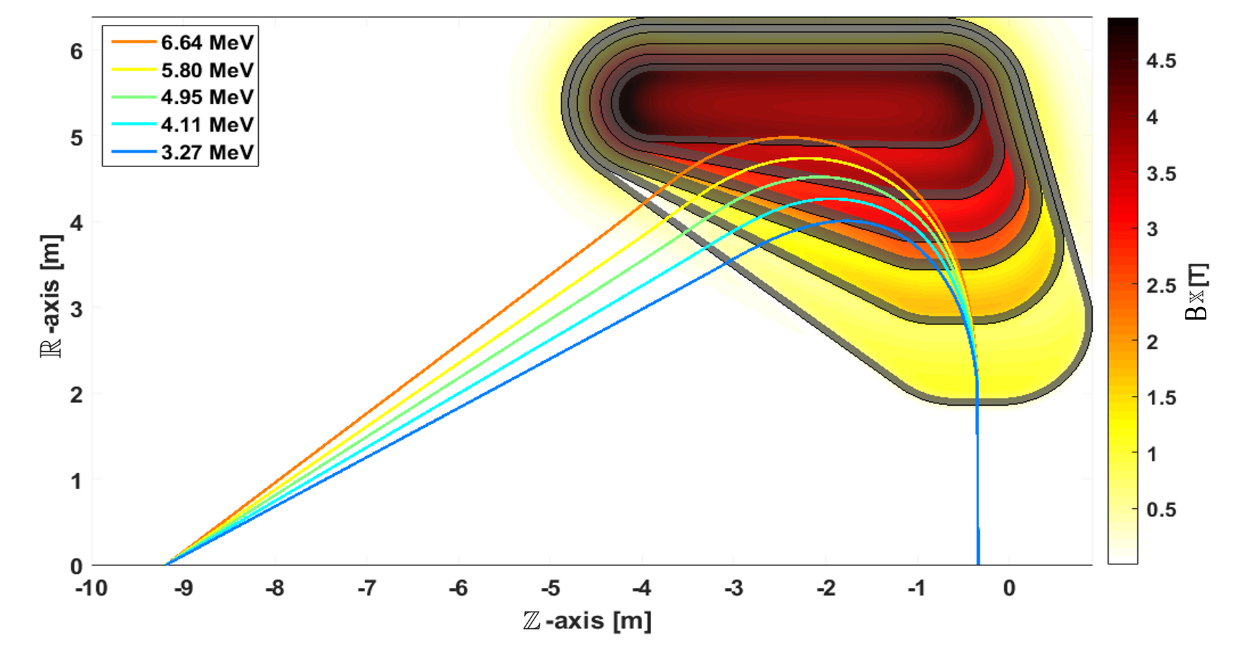 6.64 MeV
5.80 MeV
4.95 MeV
4.11 MeV
3.27 MeV
6
5
4
3
2
1
0
ℝ-axis [m]
-10 -9 -8 -7 -6 -5 -4 -3 -2 -1 0
ℤ-axis [m]
4.5
4
3.5
3
2.5
2
1.5
1
0.5
B𝕏[T]